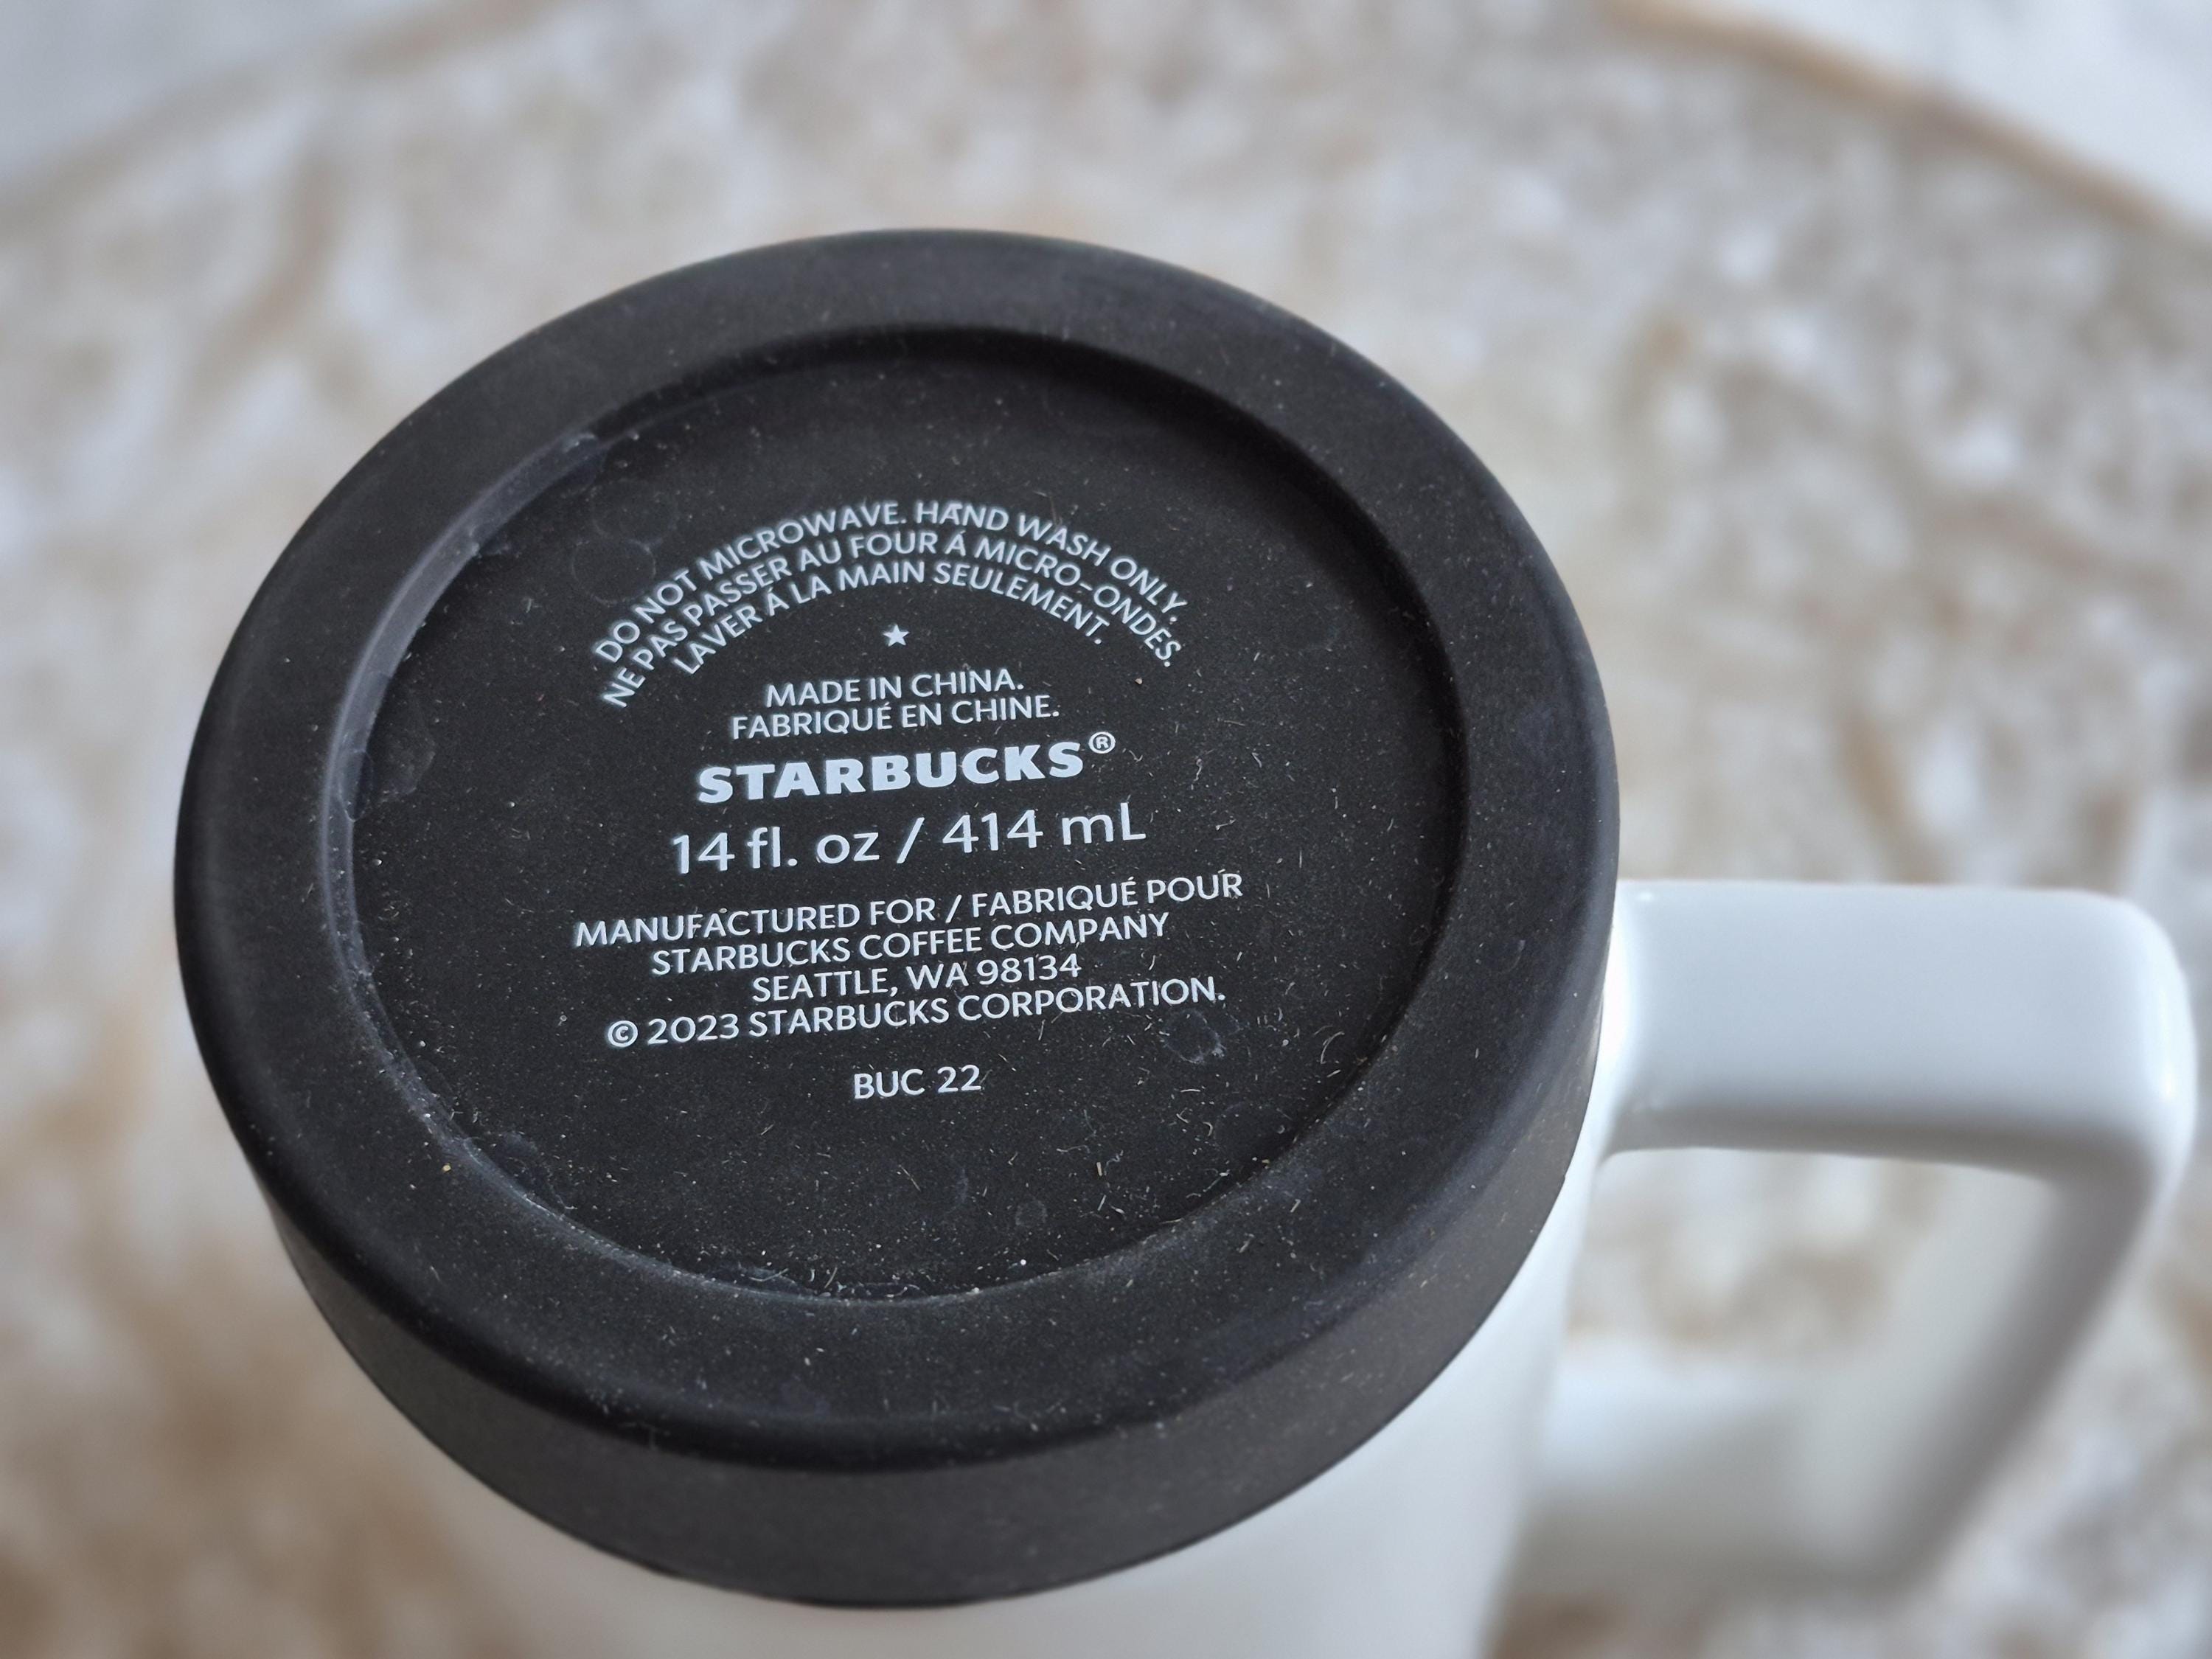 DO NOT MICROWAVE. HAND WASH ONLY.
NE PAS PASSER AU FOUR Á MICRO-ONDES.
LAVER Á LA MAIN SEULEMENT.
MADE IN CHINA.
FABRIQUÉ EN CHINE.
STARBUCKS®
14 fl. oz / 414 mL
MANUFACTURED FOR / FABRIQUÉ POUR
STARBUCKS COFFEE COMPANY
SEATTLE, WA 98134
© 2023 STARBUCKS CORPORATION.
BUC 22